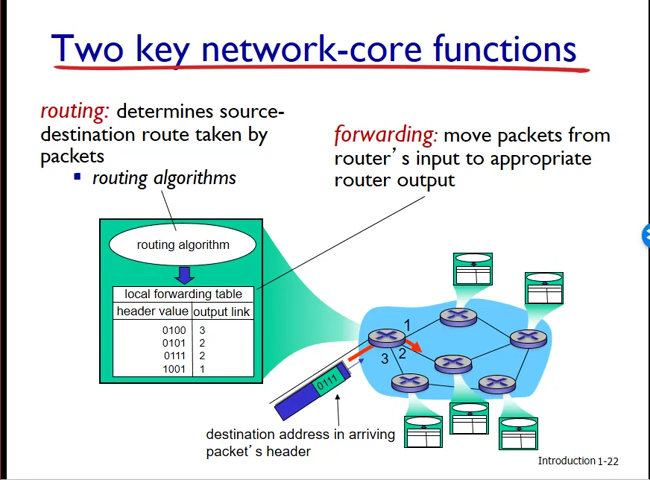 Two key network-core functions
routing: determines source-
destination route taken by
packets
▪ routing algorithms
forwarding: move packets from
router's input to appropriate
router output
routing algorithm
local forwarding table
header value output link
0100 3
0101 2
0111 2
1001 1
1
3 2
0111
destination address in arriving
packet's header
Introduction 1-22